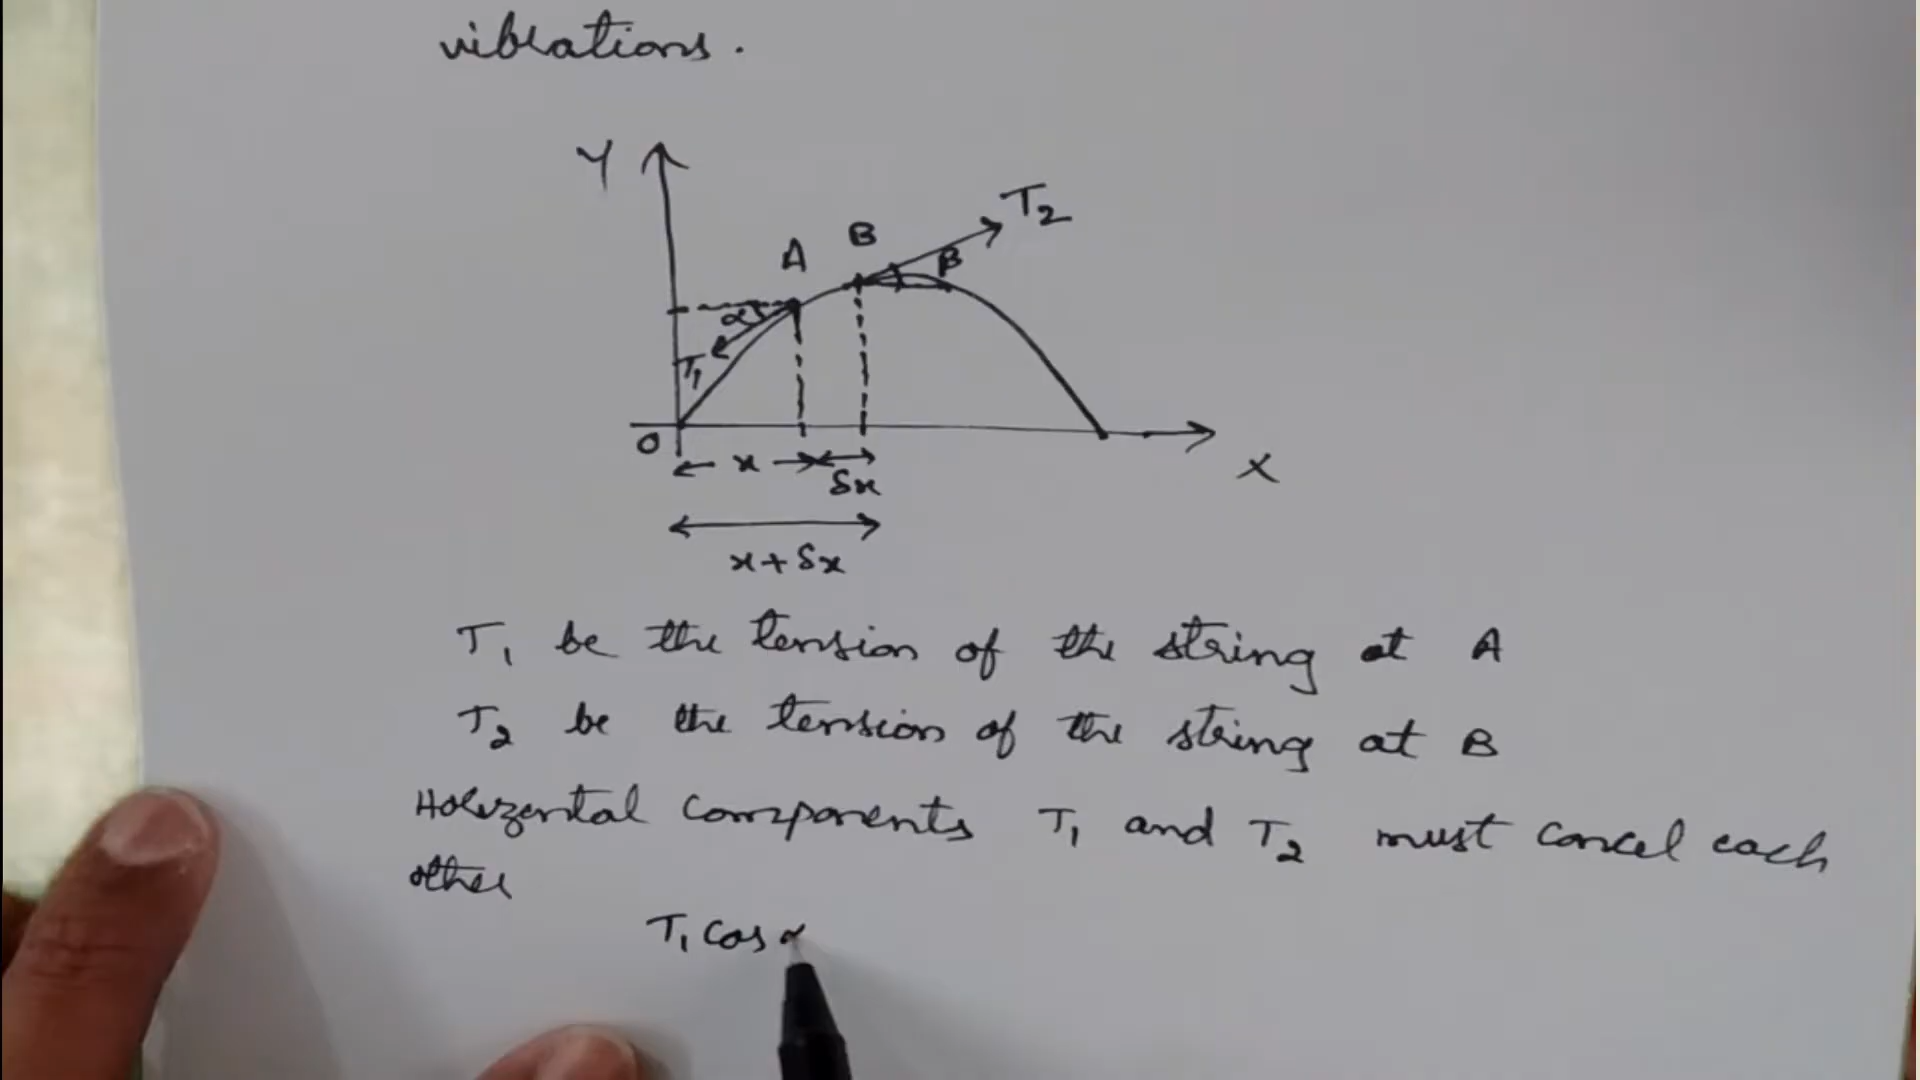 vibrations.
Y
T₂
B
A
β
α
T₁
O
x
δx
X
x+δx
T₁ be the tension of the string at A
T₂ be the tension of the string at B
Horizontal components T₁ and T₂ must cancel each
other
T₁ cos α